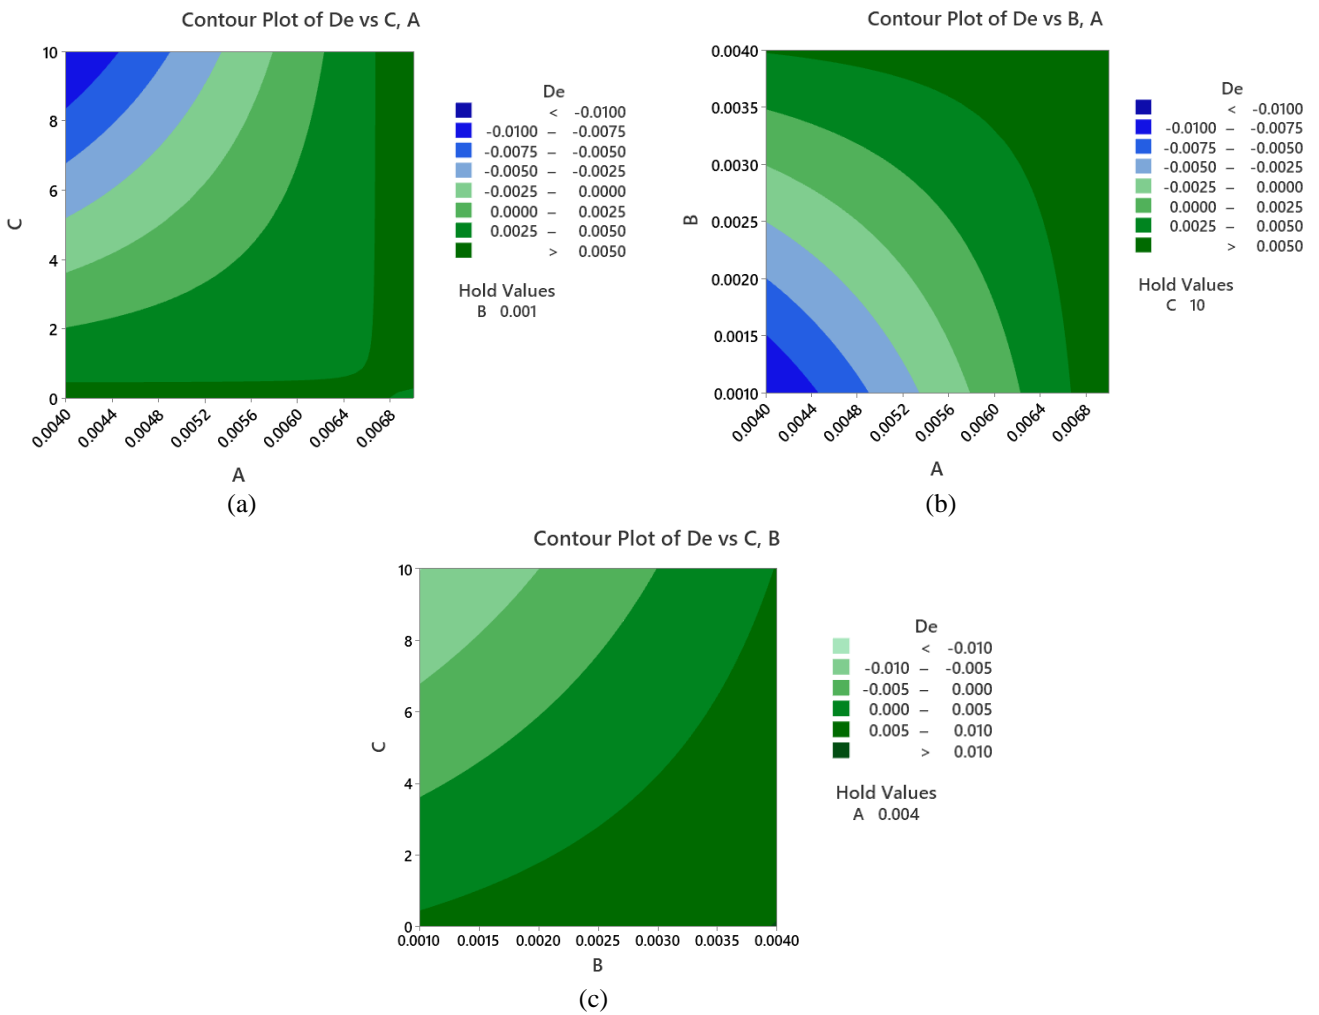 Contour Plot of De vs C, A
10
8
6
4
2
0
C
0.0040 0.0044 0.0048 0.0052 0.0056 0.0060 0.0064 0.0068
A
De
< -0.0100
-0.0100 – -0.0075
-0.0075 – -0.0050
-0.0050 – -0.0025
-0.0025 – 0.0000
0.0000 – 0.0025
0.0025 – 0.0050
> 0.0050
Hold Values
B 0.001
(a)
Contour Plot of De vs B, A
0.0040
0.0035
0.0030
0.0025
0.0020
0.0015
0.0010
B
0.0040 0.0044 0.0048 0.0052 0.0056 0.0060 0.0064 0.0068
A
De
< -0.0100
-0.0100 – -0.0075
-0.0075 – -0.0050
-0.0050 – -0.0025
-0.0025 – 0.0000
0.0000 – 0.0025
0.0025 – 0.0050
> 0.0050
Hold Values
C 10
(b)
Contour Plot of De vs C, B
10
8
6
4
2
0
C
0.0010 0.0015 0.0020 0.0025 0.0030 0.0035 0.0040
B
De
< -0.010
-0.010 – -0.005
-0.005 – 0.000
0.000 – 0.005
0.005 – 0.010
> 0.010
Hold Values
A 0.004
(c)